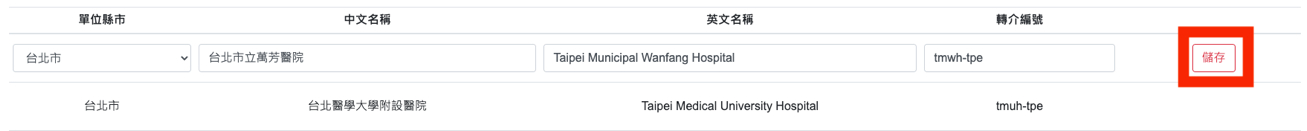 單位縣市 中文名稱 英文名稱 轉介編號
台北市 台北市立萬芳醫院 Taipei Municipal Wanfang Hospital tmwh-tpe 儲存
台北市 台北醫學大學附設醫院 Taipei Medical University Hospital tmuh-tpe